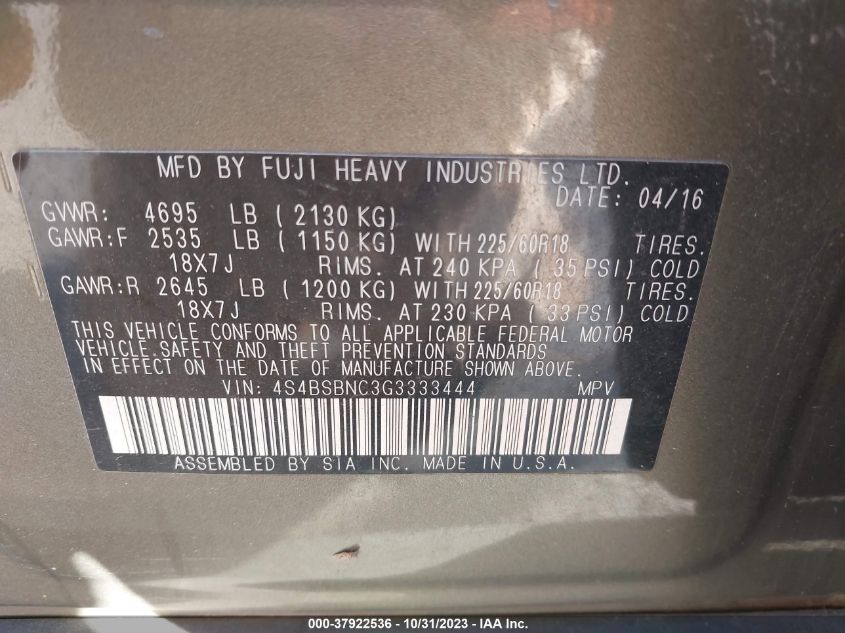 MFD BY FUJI HEAVY INDUSTRIES LTD.
DATE: 04/16
GVWR: 4695 LB (2130 KG)
GAWR:F 2535 LB (1150 KG) WITH 225/60R18 TIRES.
18X7J RIMS. AT 240 KPA (35 PSI) COLD
GAWR:R 2645 LB (1200 KG) WITH 225/60R18 TIRES.
18X7J RIMS. AT 230 KPA (33 PSI) COLD
THIS VEHICLE CONFORMS TO ALL APPLICABLE FEDERAL MOTOR
VEHICLE SAFETY AND THEFT PREVENTION STANDARDS
IN EFFECT ON THE DATE OF MANUFACTURE SHOWN ABOVE.
VIN: 4S4BSBNC3G3333444 MPV
ASSEMBLED BY SIA INC. MADE IN U.S.A.
000-37922536 - 10/31/2023 - IAA Inc.